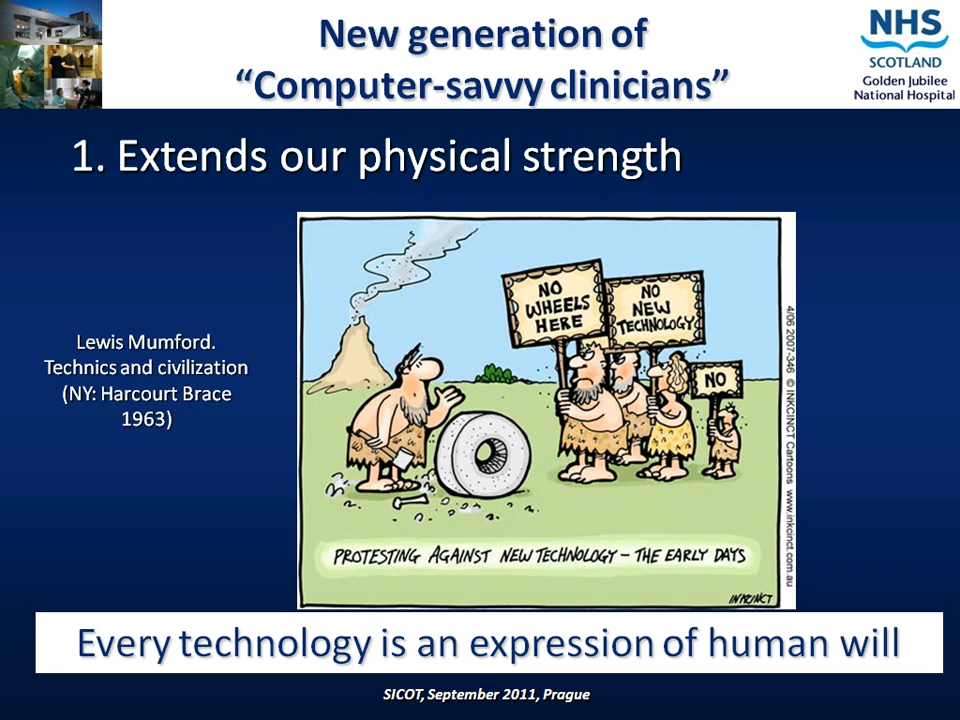 New generation of
“Computer-savvy clinicians”
NHS
SCOTLAND
Golden Jubilee
National Hospital
1. Extends our physical strength
Lewis Mumford.
Technics and civilization
(NY: Harcourt Brace
1963)
NO
WHEELS
HERE
NO
NEW
TECHNOLOGY
NO
4/06 2007-346 © INKCINCT Cartoons www.inkcinct.com.au
PROTESTING AGAINST NEW TECHNOLOGY – THE EARLY DAYS
INKCINCT
Every technology is an expression of human will
SICOT, September 2011, Prague